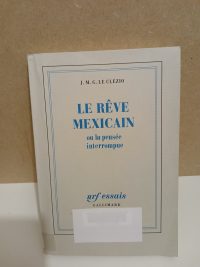 J. M. G. LE CLÉZIO
LE RÊVE
MEXICAIN
ou la pensée
interrompue
nrf essais
GALLIMARD